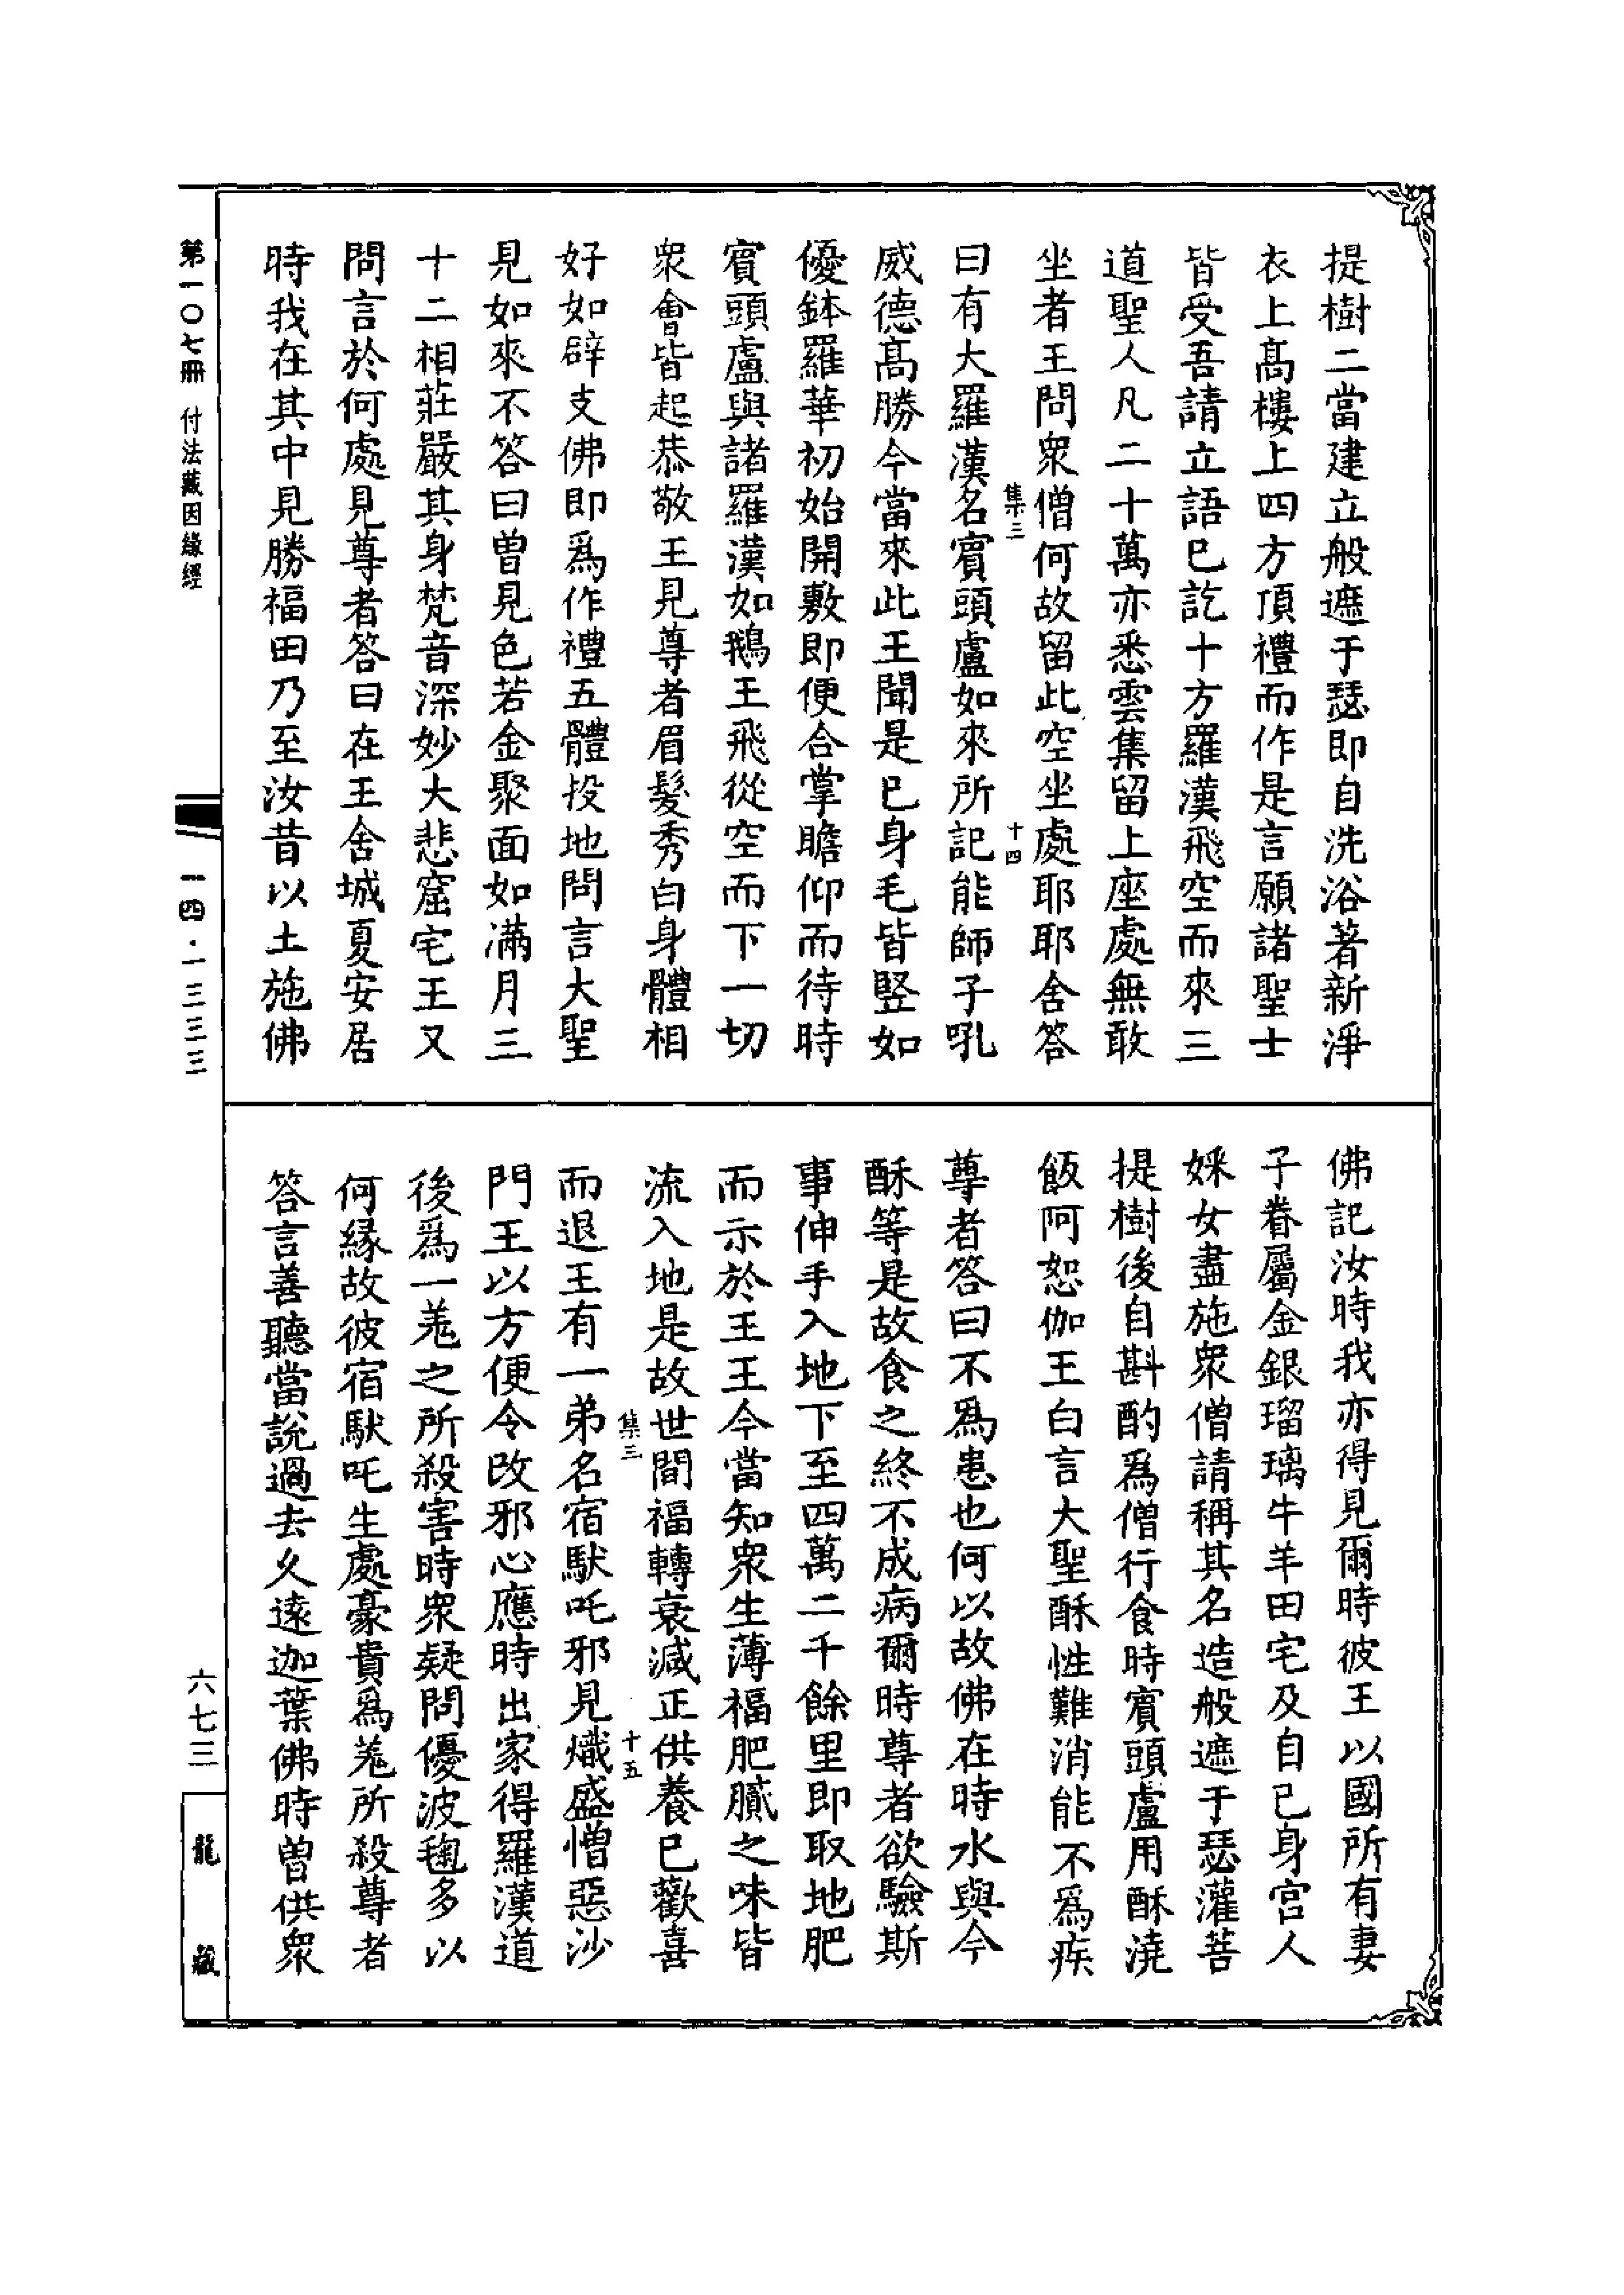 提樹二當建立般遮于瑟即自洗浴著新淨
衣上高樓上四方頂禮而作是言願諸聖士
皆受吾請立語已訖十方羅漢飛空而來三
道聖人凡二十萬亦悉雲集留上座處無敢
坐者王問衆僧何故留此空坐處耶耶舍答
集三
十四
曰有大羅漢名賓頭盧如來所記能師子吼
威德高勝今當來此王聞是已身毛皆竪如
優鉢羅華初始開敷即便合掌瞻仰而待時
賓頭盧與諸羅漢如鵝王飛從空而下一切
衆會皆起恭敬王見尊者眉髮秀白身體相
好如辟支佛即爲作禮五體投地問言大聖
見如來不答曰曽見色若金聚面如滿月三
十二相莊嚴其身梵音深妙大悲窟宅王又
問言於何處見尊者答曰在王舍城夏安居
時我在其中見勝福田乃至汝昔以土施佛
佛記汝時我亦得見爾時彼王以國所有妻
子眷屬金銀瑠璃牛羊田宅及自已身宮人
婇女盡施衆僧請稱其名造般遮于瑟灌菩
提樹後自斟酌爲僧行食時賓頭盧用酥澆
飯阿恕伽王白言大聖酥性難消能不爲疾
尊者答曰不爲患也何以故佛在時水與今
酥等是故食之終不成病爾時尊者欲驗斯
事伸手入地下至四萬二千餘里即取地肥
而示於王王今當知衆生薄福肥膩之味皆
流入地是故世間福轉衰減正供養已歡喜
集三
十五
而退王有一弟名宿馱吒邪見熾盛憎惡沙
門王以方便令改邪心應時出家得羅漢道
後爲一羗之所殺害時衆疑問優波毱多以
何緣故彼宿馱吒生處豪貴爲羗所殺尊者
答言善聽當說過去久遠迦葉佛時曽供衆
第一〇七冊 付法藏因緣經
一四·一三三三
六七三
龍藏